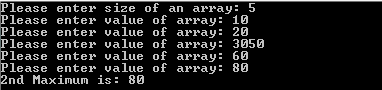 Please enter size of an array: 5
Please enter value of array: 10
Please enter value of array: 20
Please enter value of array: 3050
Please enter value of array: 60
Please enter value of array: 80
2nd Maximum is: 80